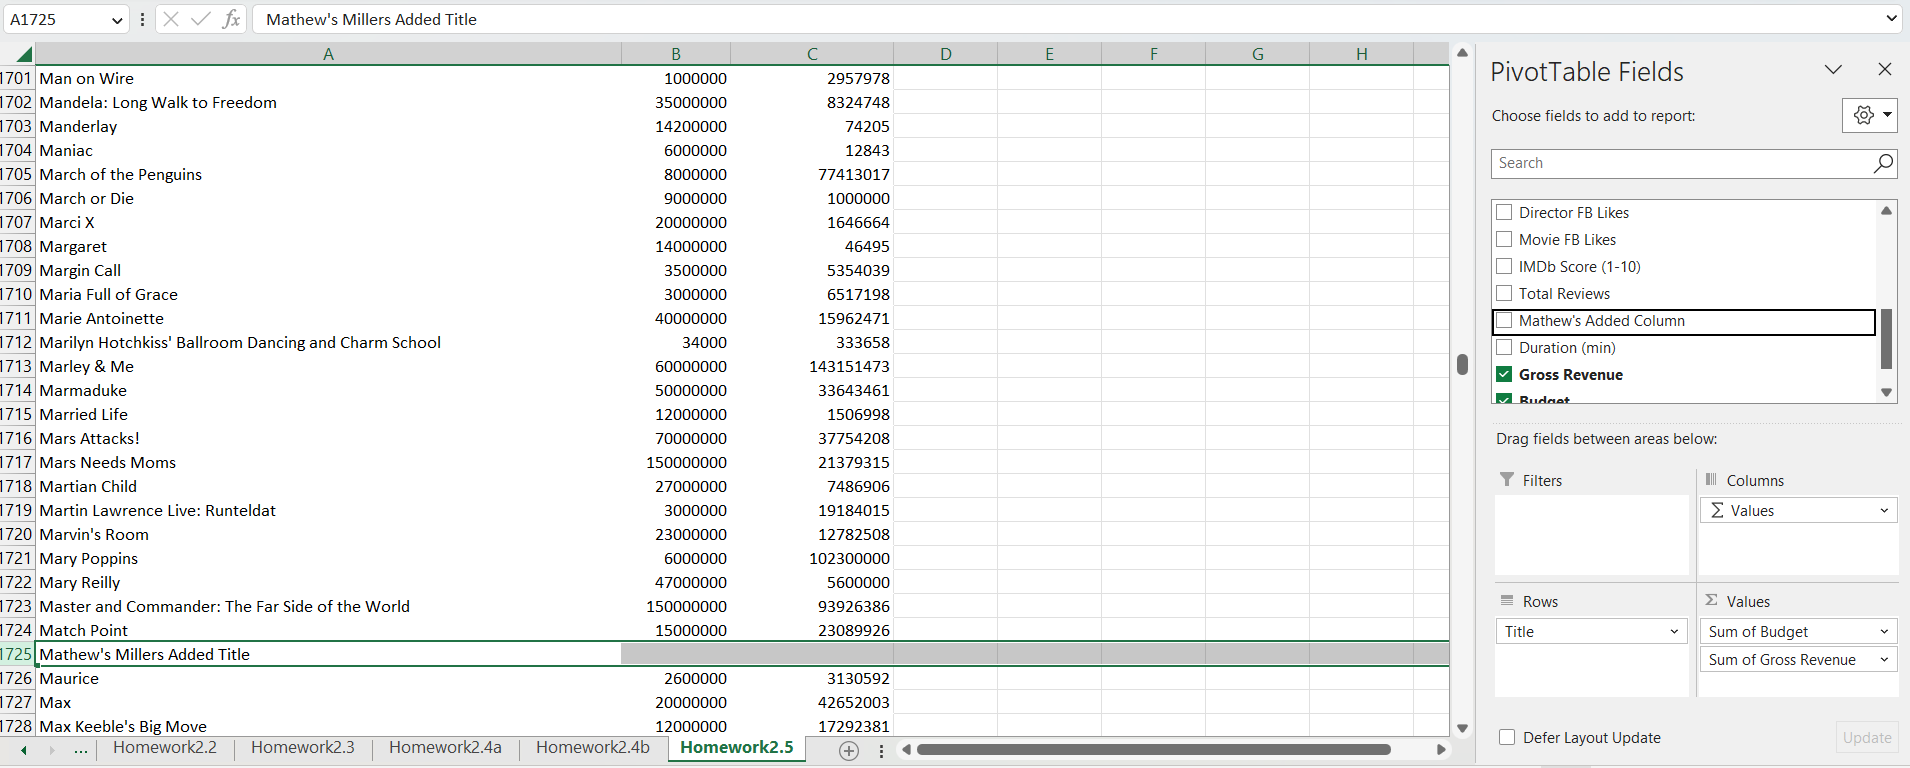 A1725 fx Mathew's Millers Added Title
A B C D E F G H
1701 Man on Wire 1000000 2957978
1702 Mandela: Long Walk to Freedom 35000000 8324748
1703 Manderlay 14200000 74205
1704 Maniac 6000000 12843
1705 March of the Penguins 8000000 77413017
1706 March or Die 9000000 1000000
1707 Marci X 20000000 1646664
1708 Margaret 14000000 46495
1709 Margin Call 3500000 5354039
1710 Maria Full of Grace 3000000 6517198
1711 Marie Antoinette 40000000 15962471
1712 Marilyn Hotchkiss' Ballroom Dancing and Charm School 34000 333658
1713 Marley & Me 60000000 143151473
1714 Marmaduke 50000000 33643461
1715 Married Life 12000000 1506998
1716 Mars Attacks! 70000000 37754208
1717 Mars Needs Moms 150000000 21379315
1718 Martian Child 27000000 7486906
1719 Martin Lawrence Live: Runteldat 3000000 19184015
1720 Marvin's Room 23000000 12782508
1721 Mary Poppins 6000000 102300000
1722 Mary Reilly 47000000 5600000
1723 Master and Commander: The Far Side of the World 150000000 93926386
1724 Match Point 15000000 23089926
1725 Mathew's Millers Added Title
1726 Maurice 2600000 3130592
1727 Max 20000000 42652003
1728 Max Keeble's Big Move 12000000 17292381
... Homework2.2 Homework2.3 Homework2.4a Homework2.4b Homework2.5
PivotTable Fields
Choose fields to add to report:
Search
Director FB Likes
Movie FB Likes
IMDb Score (1-10)
Total Reviews
Mathew's Added Column
Duration (min)
Gross Revenue
Budget
Drag fields between areas below:
Filters
Columns
Σ Values
Rows
Title
Σ Values
Sum of Budget
Sum of Gross Revenue
Defer Layout Update
Update